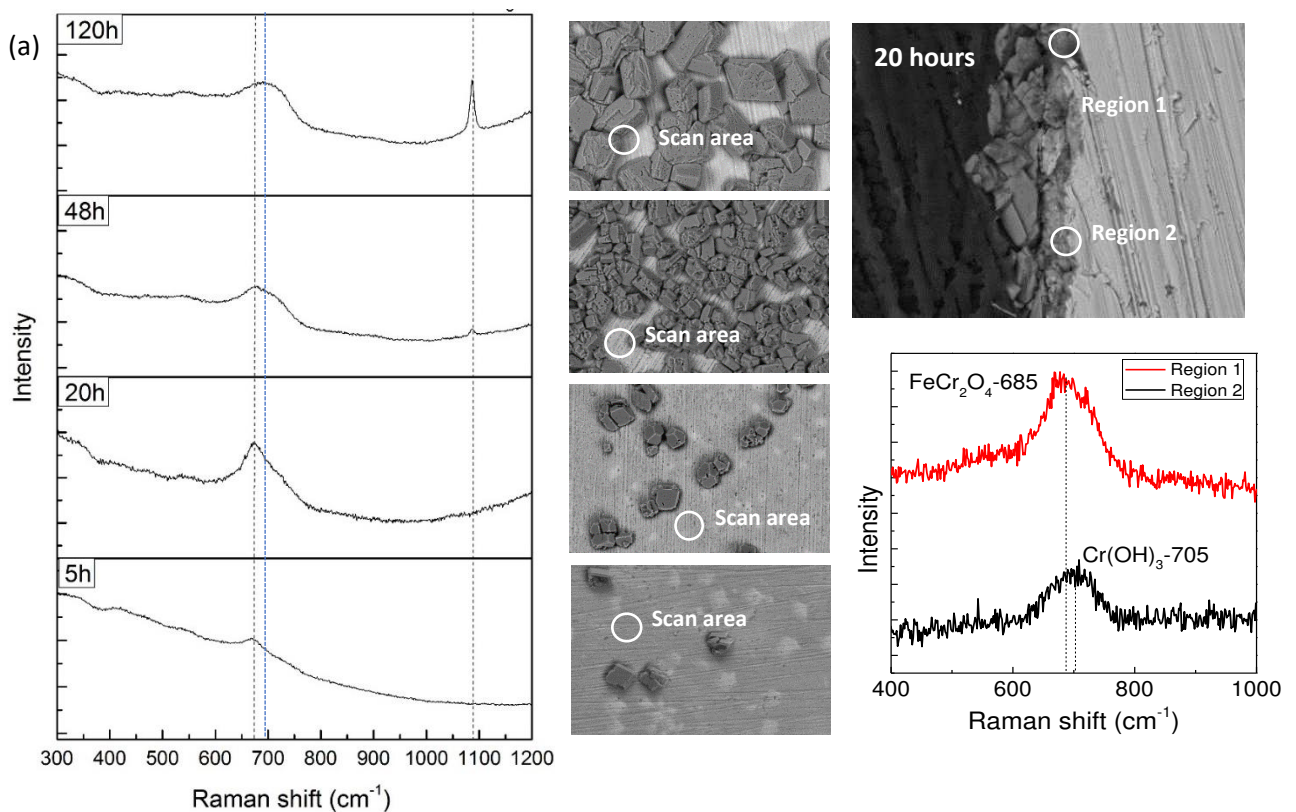 (a)
120h
48h
20h
5h
Intensity
300 400 500 600 700 800 900 1000 1100 1200
Raman shift (cm⁻¹)
Scan area
Scan area
Scan area
Scan area
20 hours
Region 1
Region 2
FeCr₂O₄-685
Region 1
Region 2
Cr(OH)₃-705
Intensity
400 600 800 1000
Raman shift (cm⁻¹)